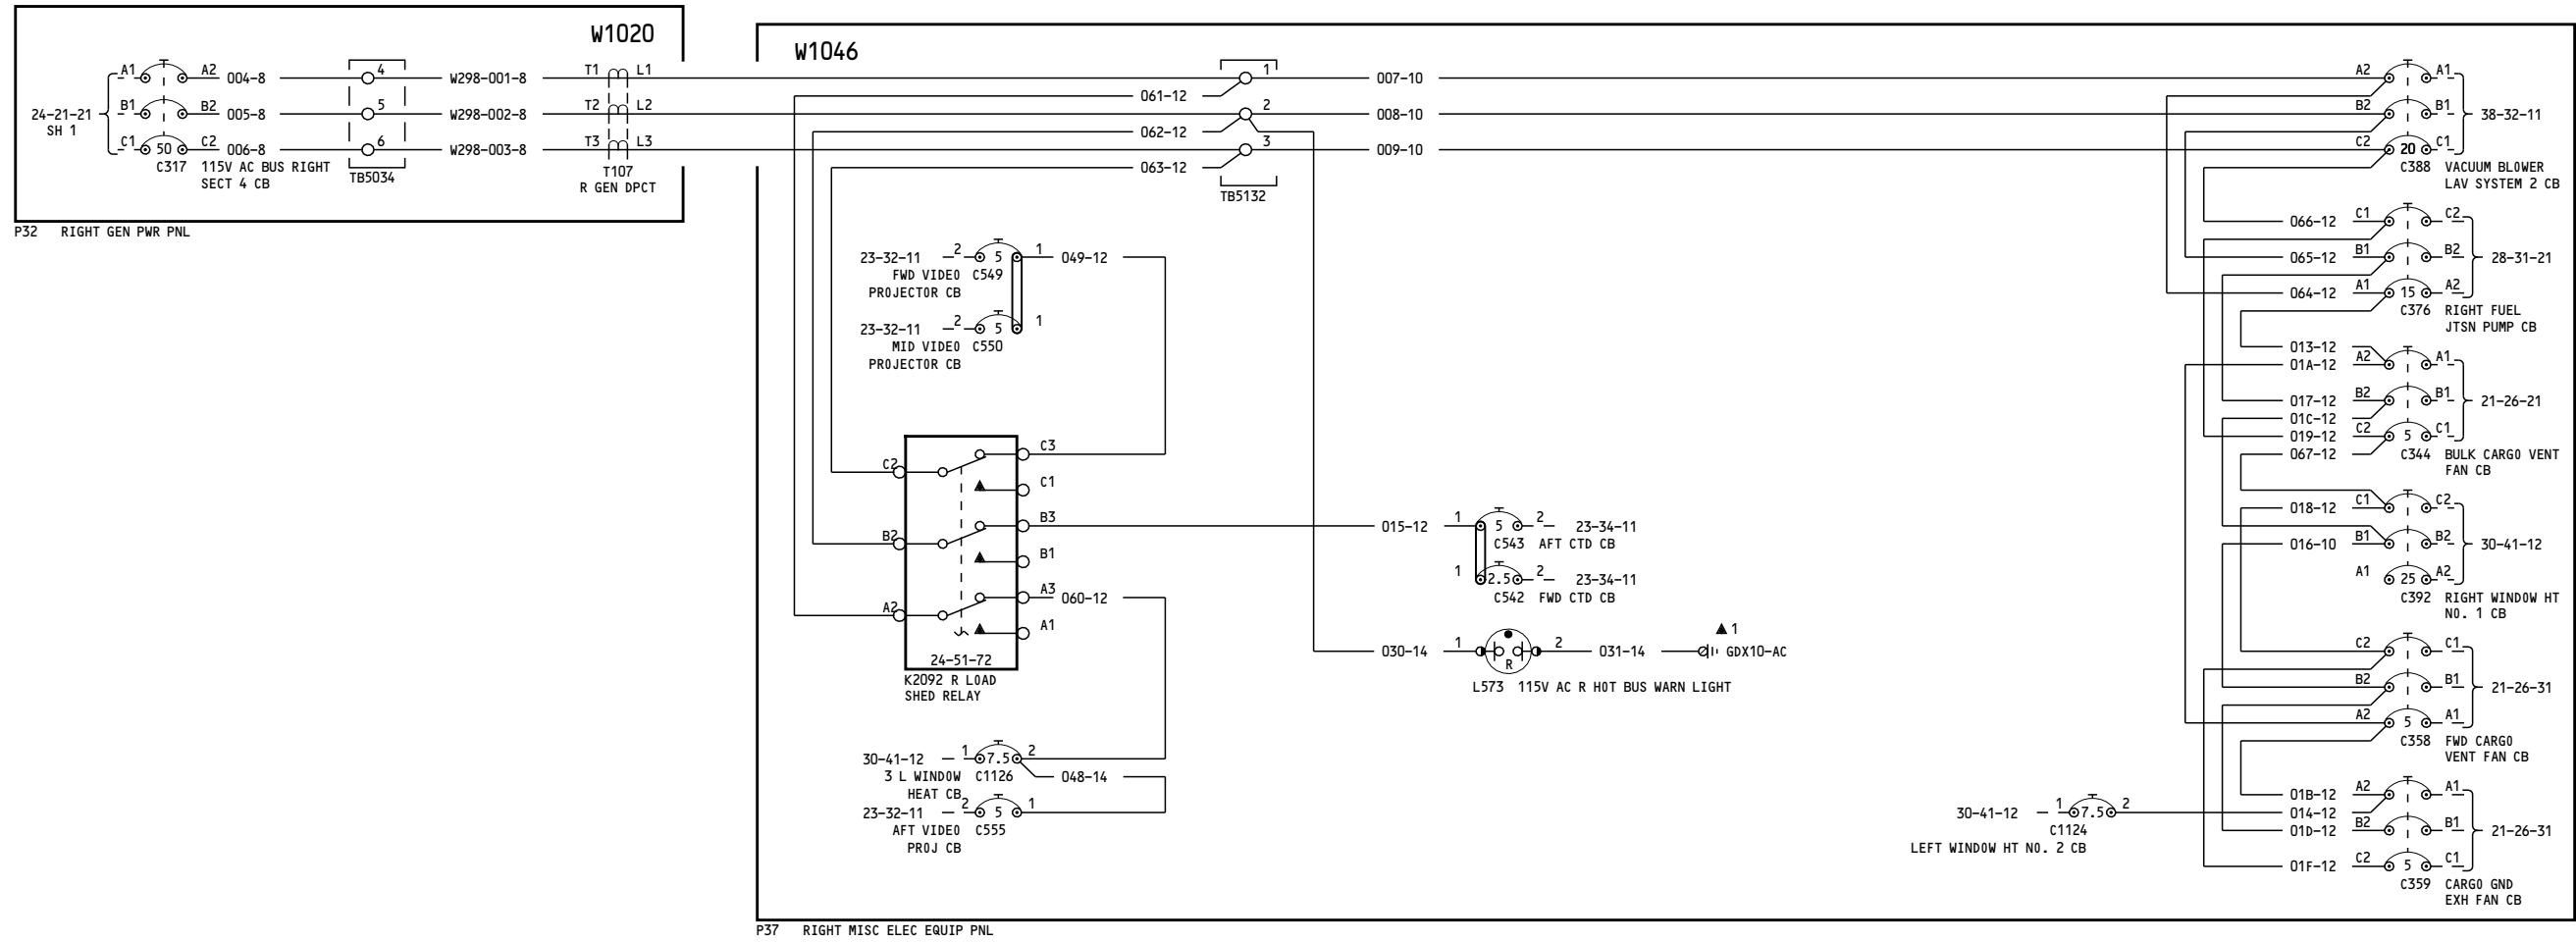 W1020
A1 A2 004-8 4 W298-001-8 T1 L1
24-21-21
SH 1
B1 B2 005-8 5 W298-002-8 T2 L2
C1 50 C2 006-8 6 W298-003-8 T3 L3
C317 115V AC BUS RIGHT
SECT 4 CB
TB5034
T107
R GEN DPCT
P32 RIGHT GEN PWR PNL
W1046
1 007-10
061-12
2 008-10
062-12
3 009-10
063-12
TB5132
A2 A1
B2 B1 38-32-11
C2 20 C1
C388 VACUUM BLOWER
LAV SYSTEM 2 CB
066-12 C1 C2
065-12 B1 B2 28-31-21
064-12 A1 15 A2
C376 RIGHT FUEL
JTSN PUMP CB
013-12
01A-12 A2 A1
017-12 B2 B1 21-26-21
01C-12
019-12 C2 5 C1
067-12
C344 BULK CARGO VENT
FAN CB
018-12 C1 C2
016-10 B1 B2 30-41-12
A1 25 A2
C392 RIGHT WINDOW HT
NO. 1 CB
C2 C1
B2 B1 21-26-31
A2 5 A1
C358 FWD CARGO
VENT FAN CB
01B-12 A2 A1
014-12
01D-12 B2 B1 21-26-31
01F-12 C2 5 C1
C359 CARGO GND
EXH FAN CB
30-41-12 1 7.5 2
C1124
LEFT WINDOW HT NO. 2 CB
23-32-11 2 5 1 049-12
FWD VIDEO C549
PROJECTOR CB
23-32-11 2 5 1
MID VIDEO C550
PROJECTOR CB
C2 C3
C1
B2 B3
B1
A2 A3 060-12
A1
24-51-72
K2092 R LOAD
SHED RELAY
30-41-12 1 7.5 2
3 L WINDOW C1126 048-14
HEAT CB
23-32-11 2 5 1
AFT VIDEO C555
PROJ CB
015-12 1 5 2 23-34-11
C543 AFT CTD CB
1 2.5 2 23-34-11
C542 FWD CTD CB
030-14 1 R 2 031-14 1 GDX10-AC
L573 115V AC R HOT BUS WARN LIGHT
P37 RIGHT MISC ELEC EQUIP PNL